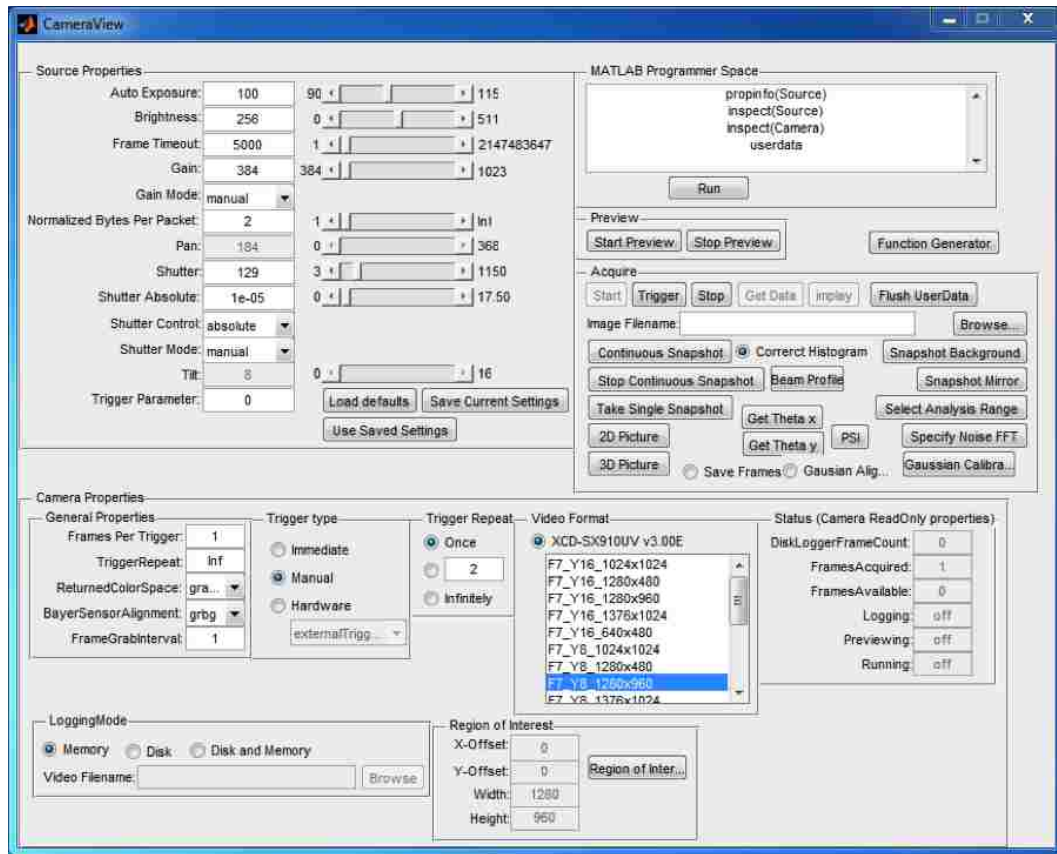 CameraView
Source Properties
Auto Exposure: 100 90 115
Brightness: 256 0 511
Frame Timeout: 5000 1 2147483647
Gain: 384 384 1023
Gain Mode: manual
Normalized Bytes Per Packet: 2 1 Inf
Pan: 184 0 368
Shutter: 129 3 1150
Shutter Absolute: 1e-05 0 17.50
Shutter Control: absolute
Shutter Mode: manual
Tilt: 8 0 16
Trigger Parameter: 0 Load defaults Save Current Settings
Use Saved Settings
MATLAB Programmer Space
propinfo(Source)
inspect(Source)
inspect(Camera)
userdata
Run
Preview
Start Preview Stop Preview Function Generator
Acquire
Start Trigger Stop Get Data implay Flush UserData
Image Filename: Browse...
Continuous Snapshot Correrct Histogram Snapshot Background
Stop Continuous Snapshot Beam Profile Snapshot Mirror
Take Single Snapshot Get Theta x Select Analysis Range
2D Picture Get Theta y PSI Specify Noise FFT
3D Picture Save Frames Gausian Alig... Gaussian Calibra...
Camera Properties
General Properties
Frames Per Trigger: 1
TriggerRepeat: Inf
ReturnedColorSpace: gra...
BayerSensorAlignment: grbg
FrameGrabInterval: 1
Trigger type
Immediate
Manual
Hardware
externalTrigg...
Trigger Repeat
Once
2
Infinitely
Video Format
XCD-SX910UV v3.00E
F7_Y16_1024x1024
F7_Y16_1280x480
F7_Y16_1280x960
F7_Y16_1376x1024
F7_Y16_640x480
F7_Y8_1024x1024
F7_Y8_1280x480
F7_Y8_1280x960
F7_Y8_1376x1024
Status (Camera ReadOnly properties)
DiskLoggerFrameCount: 0
FramesAcquired: 1
FramesAvailable: 0
Logging: off
Previewing: off
Running: off
LoggingMode
Memory Disk Disk and Memory
Video Filename: Browse
Region of Interest
X-Offset: 0
Y-Offset: 0 Region of Inter...
Width: 1280
Height: 960